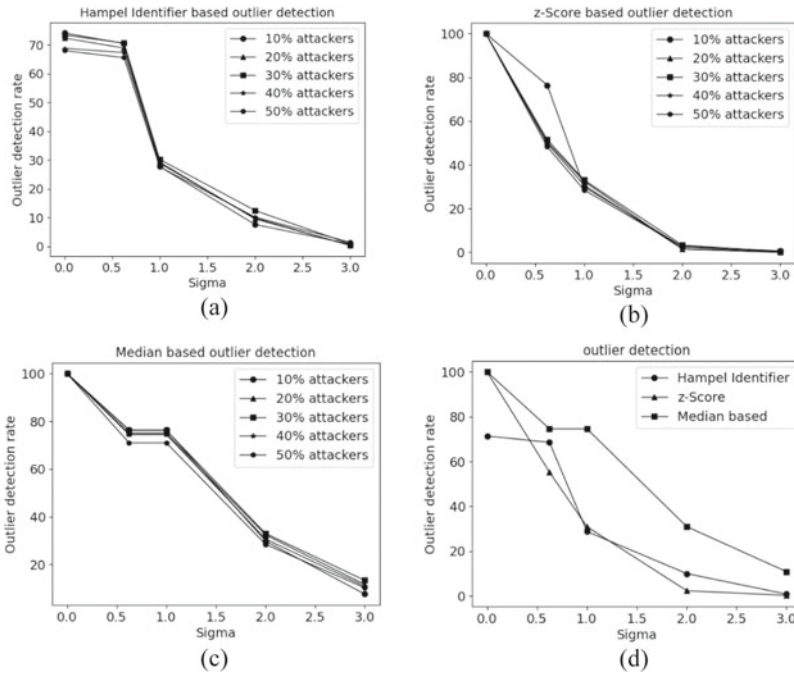 Hampel Identifier based outlier detection
Outlier detection rate
70
60
50
40
30
20
10
0
10% attackers
20% attackers
30% attackers
40% attackers
50% attackers
0.0 0.5 1.0 1.5 2.0 2.5 3.0
Sigma
(a)
z-Score based outlier detection
Outlier detection rate
100
80
60
40
20
0
10% attackers
20% attackers
30% attackers
40% attackers
50% attackers
0.0 0.5 1.0 1.5 2.0 2.5 3.0
Sigma
(b)
Median based outlier detection
Outlier detection rate
100
80
60
40
20
10% attackers
20% attackers
30% attackers
40% attackers
50% attackers
0.0 0.5 1.0 1.5 2.0 2.5 3.0
Sigma
(c)
outlier detection
Outlier detection rate
100
80
60
40
20
0
Hampel Identifier
z-Score
Median based
0.0 0.5 1.0 1.5 2.0 2.5 3.0
Sigma
(d)